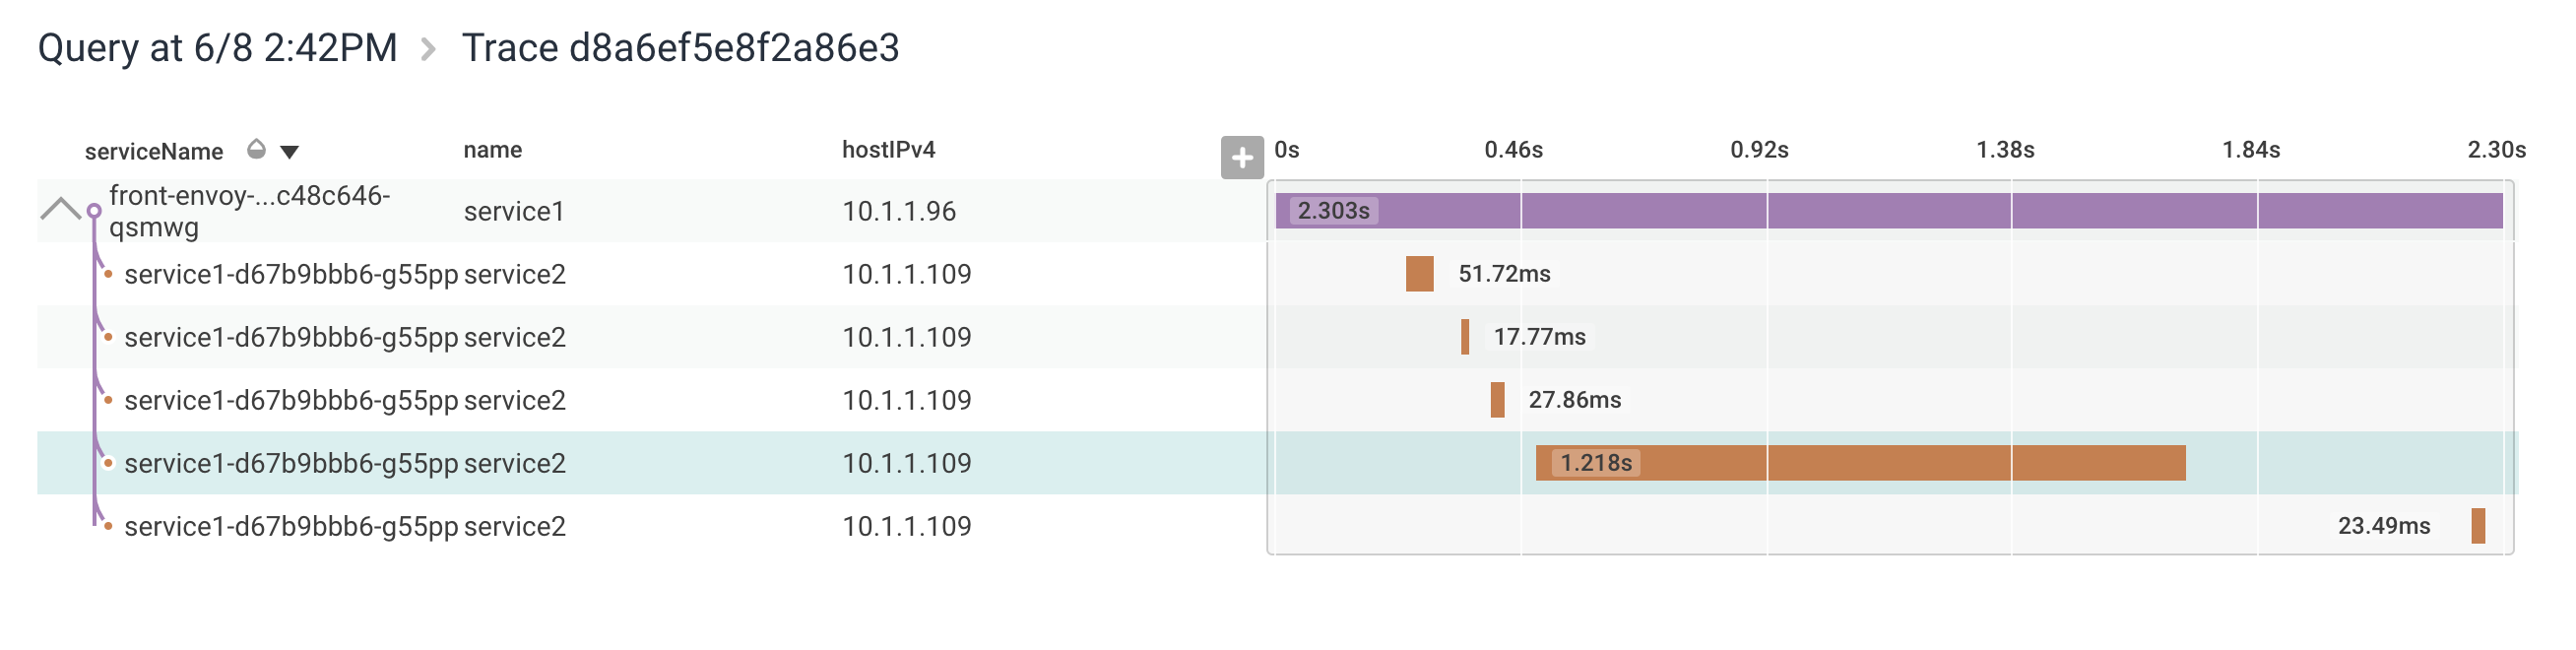 Query at 6/8 2:42PM > Trace d8a6ef5e8f2a86e3
serviceName name hostIPv4 + 0s 0.46s 0.92s 1.38s 1.84s 2.30s
front-envoy-...c48c646-
qsmwg service1 10.1.1.96 2.303s
service1-d67b9bbb6-g55pp service2 10.1.1.109 51.72ms
service1-d67b9bbb6-g55pp service2 10.1.1.109 17.77ms
service1-d67b9bbb6-g55pp service2 10.1.1.109 27.86ms
service1-d67b9bbb6-g55pp service2 10.1.1.109 1.218s
service1-d67b9bbb6-g55pp service2 10.1.1.109 23.49ms